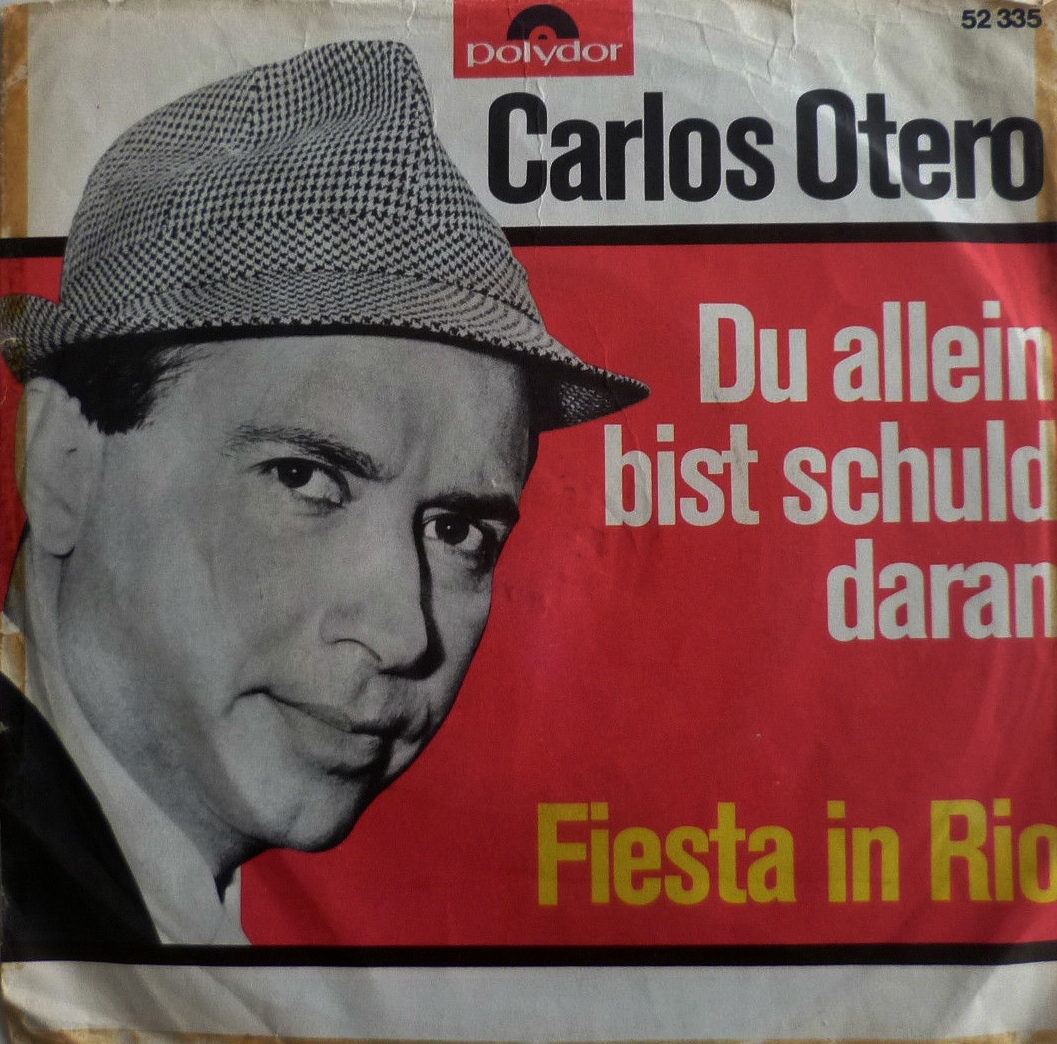 polydor
52 335
Carlos Otero
Du allein
bist schuld
daran
Fiesta in Rio